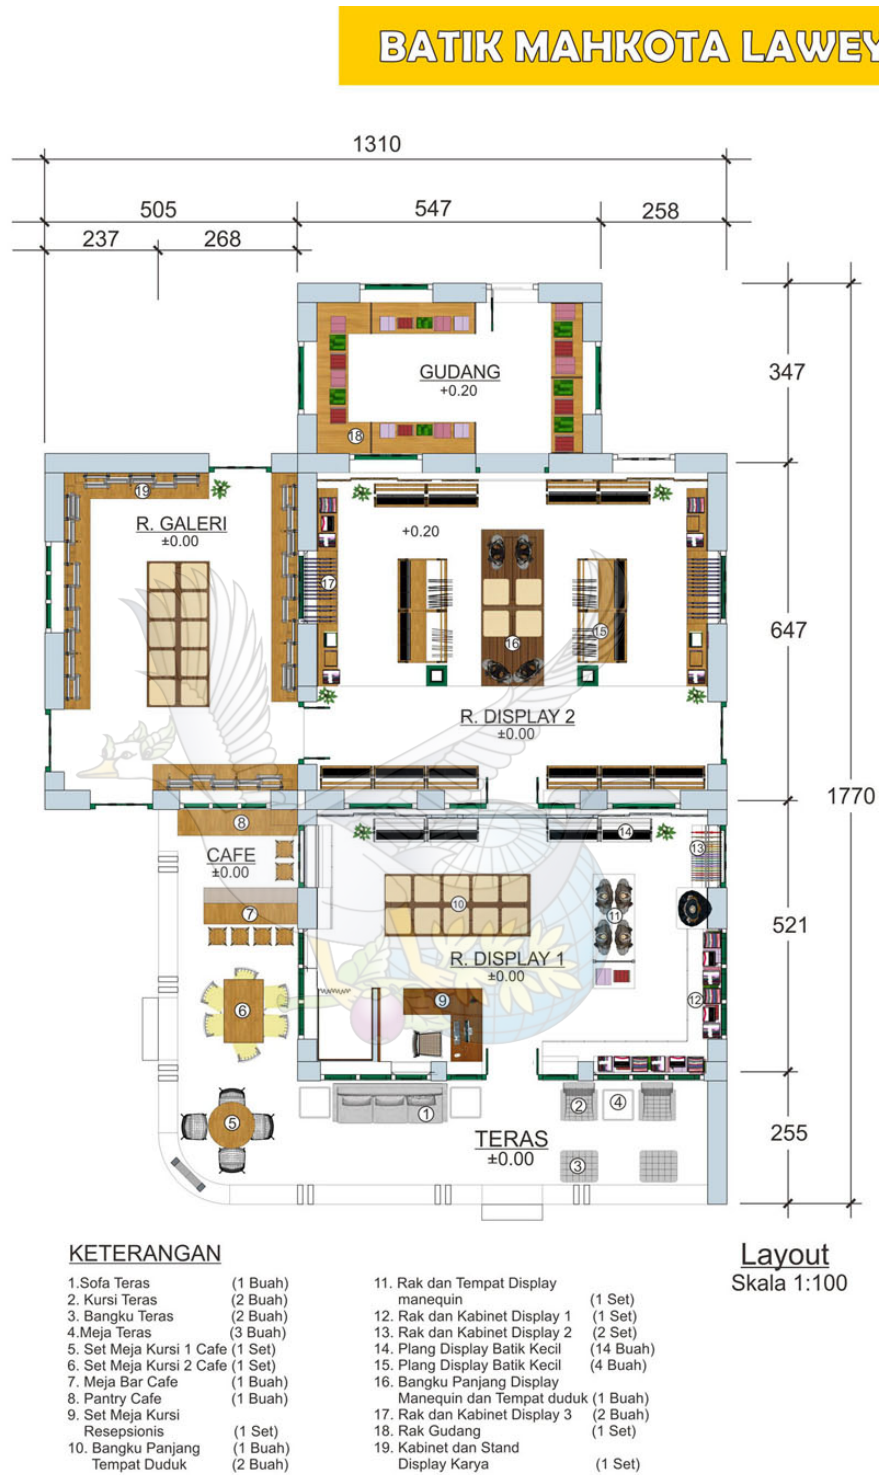 BATIK MAHKOTA LAWEY
1310
505 547 258
237 268
347
GUDANG
+0.20
18
19
R. GALERI
±0.00
+0.20
17
15
16
647
R. DISPLAY 2
±0.00
1770
8
CAFE
±0.00
14
13
7
10
11
521
R. DISPLAY 1
±0.00
9
12
6
5
1
2
4
TERAS
±0.00
3
255
KETERANGAN
1.Sofa Teras (1 Buah)
2. Kursi Teras (2 Buah)
3. Bangku Teras (2 Buah)
4.Meja Teras (3 Buah)
5. Set Meja Kursi 1 Cafe (1 Set)
6. Set Meja Kursi 2 Cafe (1 Set)
7. Meja Bar Cafe (1 Buah)
8. Pantry Cafe (1 Buah)
9. Set Meja Kursi
Resepsionis (1 Set)
10. Bangku Panjang (1 Buah)
Tempat Duduk (2 Buah)
11. Rak dan Tempat Display
manequin (1 Set)
12. Rak dan Kabinet Display 1 (1 Set)
13. Rak dan Kabinet Display 2 (2 Set)
14. Plang Display Batik Kecil (14 Buah)
15. Plang Display Batik Kecil (4 Buah)
16. Bangku Panjang Display
Manequin dan Tempat duduk (1 Buah)
17. Rak dan Kabinet Display 3 (2 Buah)
18. Rak Gudang (1 Set)
19. Kabinet dan Stand
Display Karya (1 Set)
Layout
Skala 1:100